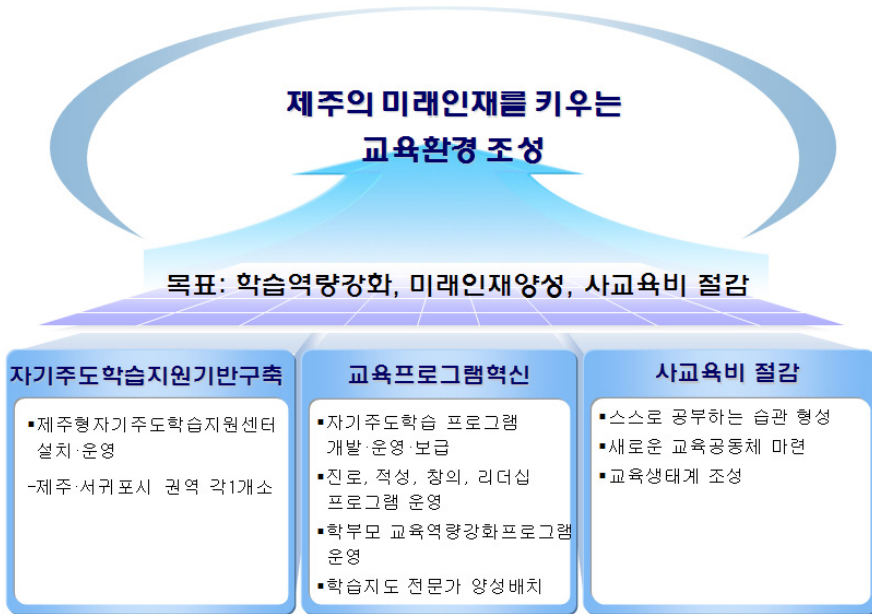 제주의 미래인재를 키우는
교육환경 조성
목표: 학습역량강화, 미래인재양성, 사교육비 절감
자기주도학습지원기반구축
▪제주형자기주도학습지원센터
설치·운영
-제주·서귀포시 권역 각1개소
교육프로그램혁신
▪자기주도학습 프로그램
개발·운영·보급
▪진로, 적성, 창의, 리더십
프로그램 운영
▪학부모 교육역량강화프로그램
운영
▪학습지도 전문가 양성배치
사교육비 절감
▪스스로 공부하는 습관 형성
▪새로운 교육공동체 마련
▪교육생태계 조성